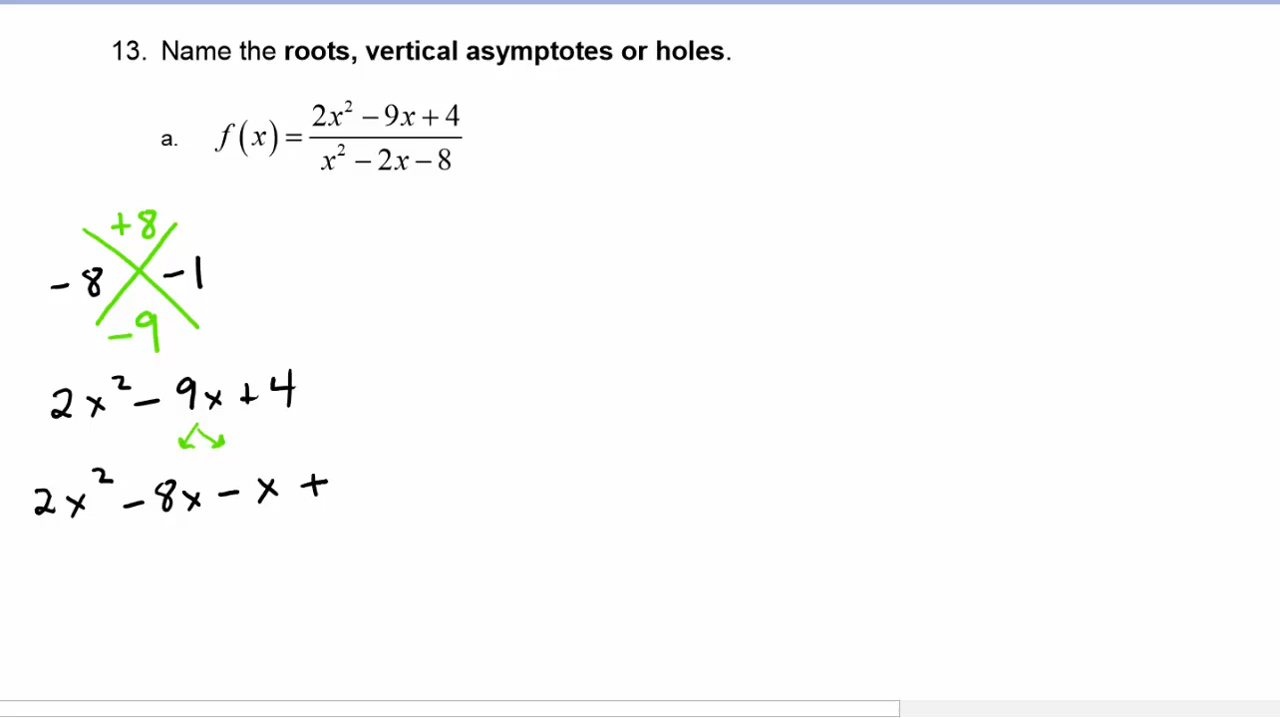 13. Name the roots, vertical asymptotes or holes.
a. f(x) = (2x² − 9x + 4)/(x² − 2x − 8)
+8
-8 -1
-9
2x² - 9x + 4
2x² - 8x - x +